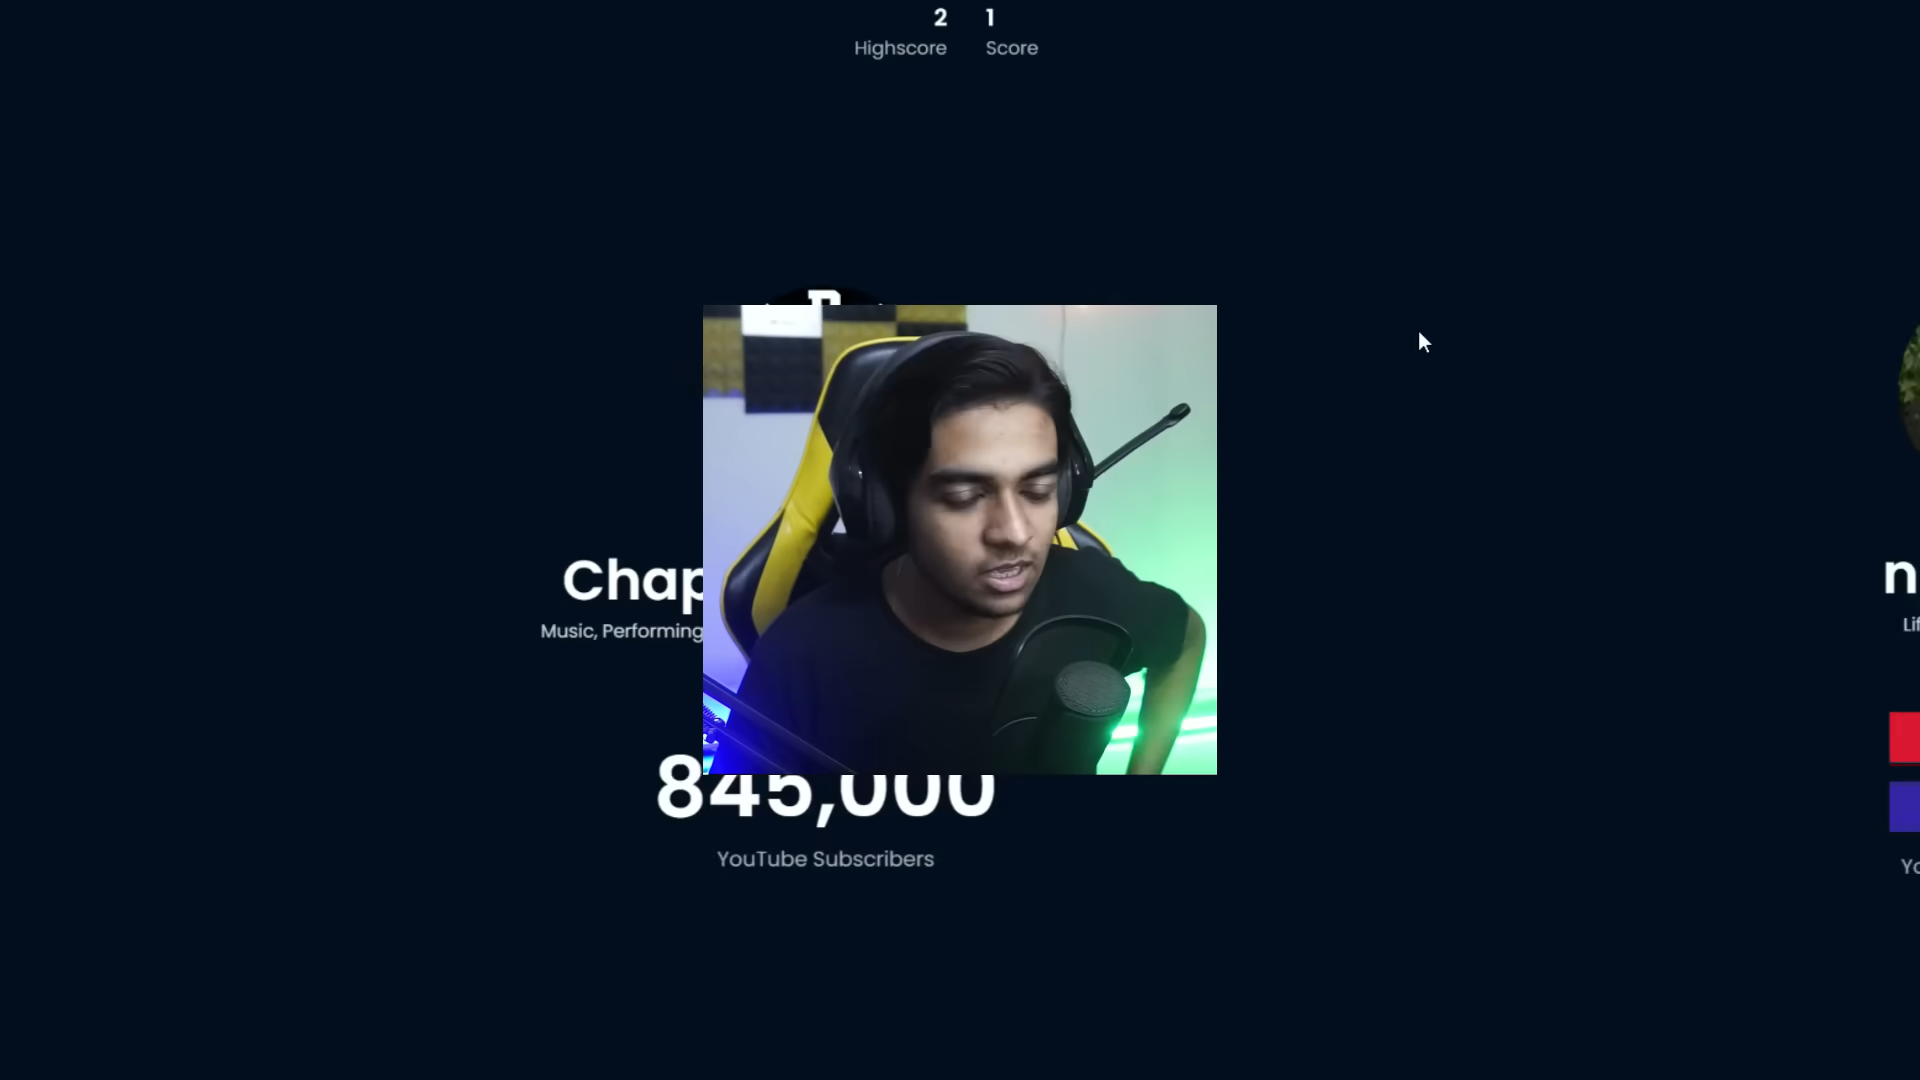 2 1
Highscore Score
Chap
Music, Performing
845,000
YouTube Subscribers
n
Lif
Yo